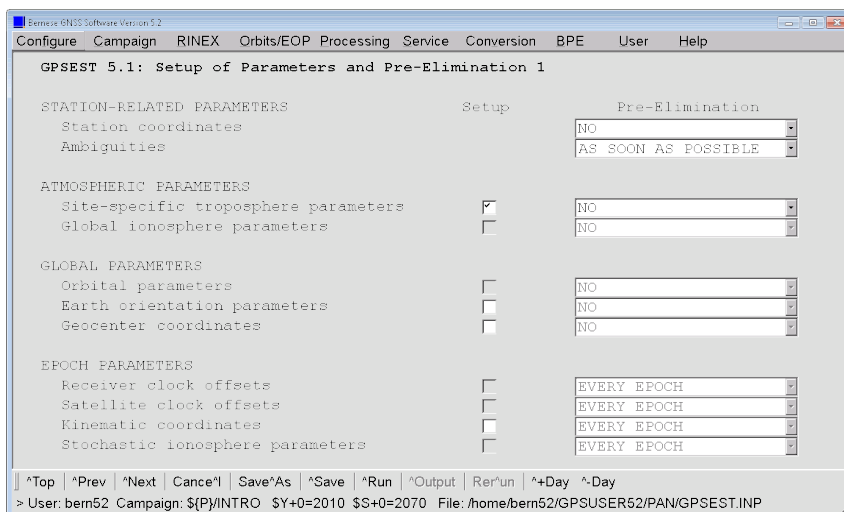 Bernese GNSS Software Version 5.2
Configure Campaign RINEX Orbits/EOP Processing Service Conversion BPE User Help
GPSEST 5.1: Setup of Parameters and Pre-Elimination 1
STATION-RELATED PARAMETERS Setup Pre-Elimination
Station coordinates NO
Ambiguities AS SOON AS POSSIBLE
ATMOSPHERIC PARAMETERS
Site-specific troposphere parameters NO
Global ionosphere parameters NO
GLOBAL PARAMETERS
Orbital parameters NO
Earth orientation parameters NO
Geocenter coordinates NO
EPOCH PARAMETERS
Receiver clock offsets EVERY EPOCH
Satellite clock offsets EVERY EPOCH
Kinematic coordinates EVERY EPOCH
Stochastic ionosphere parameters EVERY EPOCH
^Top ^Prev ^Next Cance^l Save^As ^Save ^Run ^Output Rer^un ^+Day ^-Day
> User: bern52 Campaign: ${P}/INTRO $Y+0=2010 $S+0=2070 File: /home/bern52/GPSUSER52/PAN/GPSEST.INP